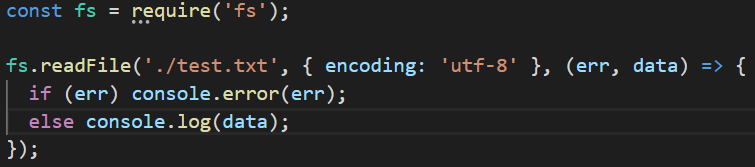 const fs = require('fs');
fs.readFile('./test.txt', { encoding: 'utf-8' }, (err, data) => {
if (err) console.error(err);
else console.log(data);
});